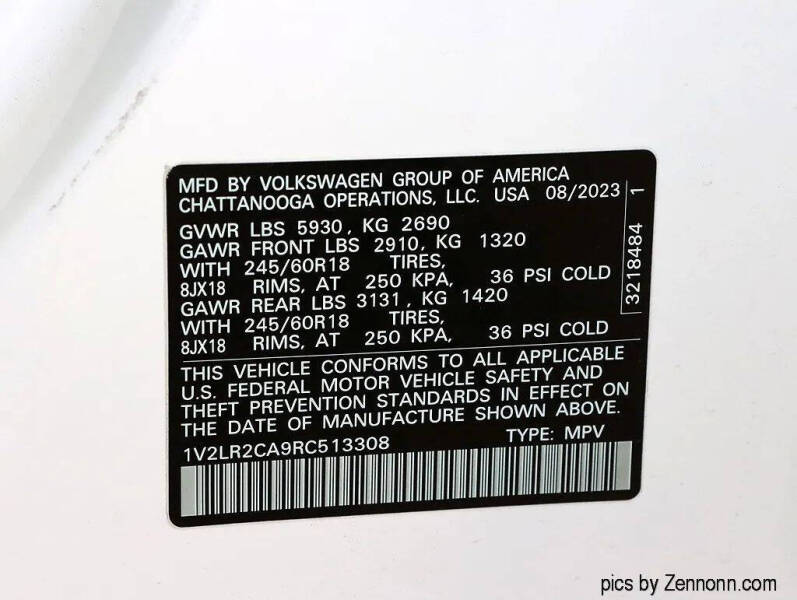 MFD BY VOLKSWAGEN GROUP OF AMERICA
CHATTANOOGA OPERATIONS, LLC. USA 08/2023
GVWR LBS 5930, KG 2690
GAWR FRONT LBS 2910, KG 1320
WITH 245/60R18 TIRES,
8JX18 RIMS, AT 250 KPA, 36 PSI COLD
GAWR REAR LBS 3131, KG 1420
WITH 245/60R18 TIRES,
8JX18 RIMS, AT 250 KPA, 36 PSI COLD
3218484 1
THIS VEHICLE CONFORMS TO ALL APPLICABLE
U.S. FEDERAL MOTOR VEHICLE SAFETY AND
THEFT PREVENTION STANDARDS IN EFFECT ON
THE DATE OF MANUFACTURE SHOWN ABOVE.
1V2LR2CA9RC513308 TYPE: MPV
pics by Zennonn.com